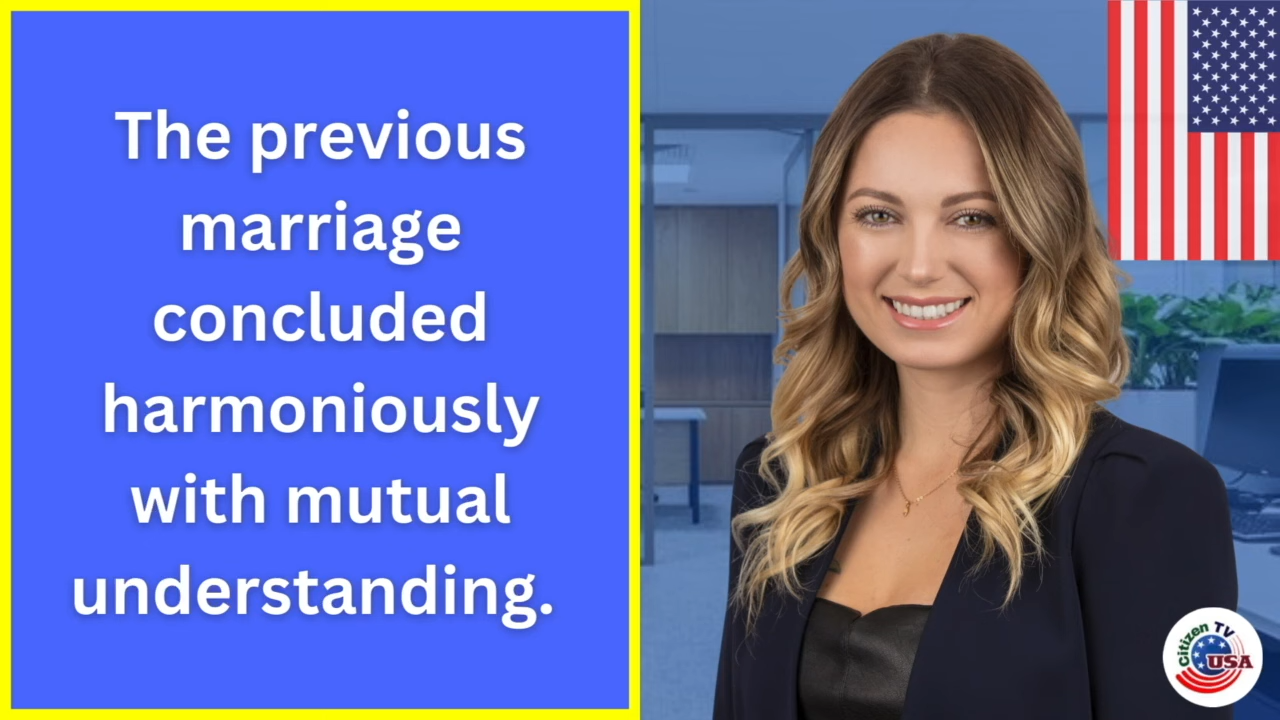 The previous
marriage
concluded
harmoniously
with mutual
understanding.
Citizen TV
USA